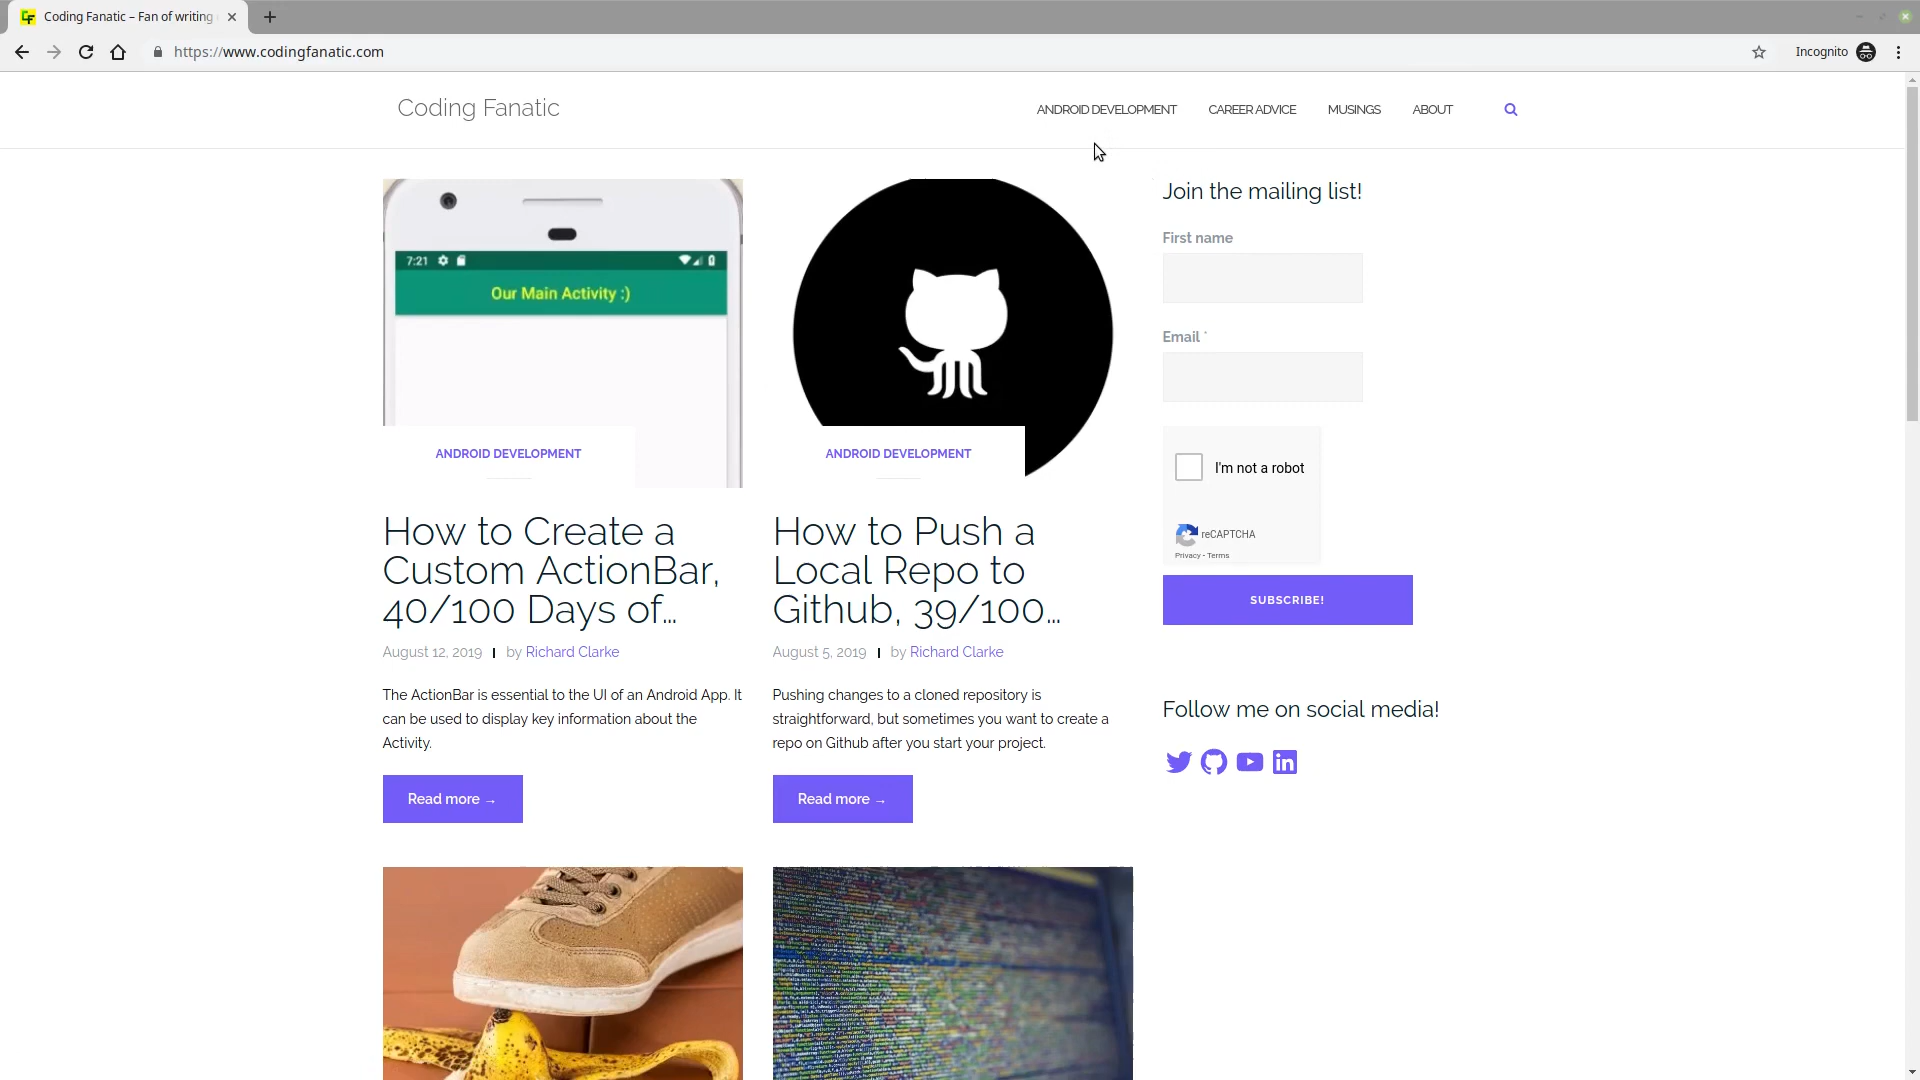 Coding Fanatic – Fan of writing
https://www.codingfanatic.com
Incognito
Coding Fanatic
ANDROID DEVELOPMENT
CAREER ADVICE
MUSINGS
ABOUT
7:21
Our Main Activity :)
ANDROID DEVELOPMENT
How to Create a
Custom ActionBar,
40/100 Days of...
August 12, 2019
by Richard Clarke
The ActionBar is essential to the UI of an Android App. It
can be used to display key information about the
Activity.
Read more →
ANDROID DEVELOPMENT
How to Push a
Local Repo to
Github, 39/100...
August 5, 2019
by Richard Clarke
Pushing changes to a cloned repository is
straightforward, but sometimes you want to create a
repo on Github after you start your project.
Read more →
Join the mailing list!
First name
Email *
I'm not a robot
reCAPTCHA
Privacy - Terms
SUBSCRIBE!
Follow me on social media!